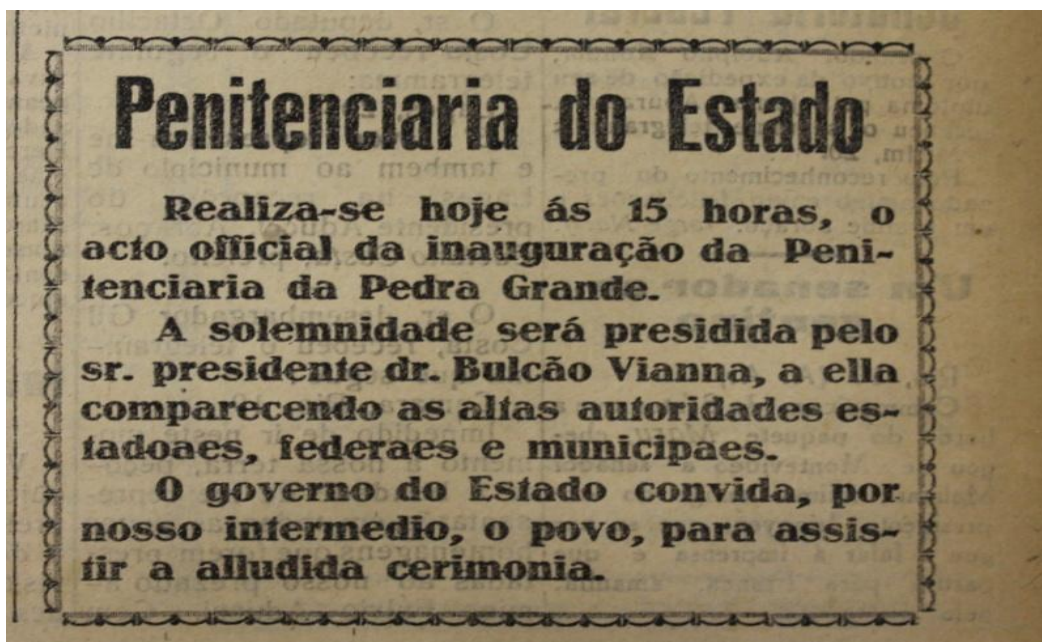 Penitenciaria do Estado
Realiza-se hoje ás 15 horas, o
acto official da inauguração da Peni-
tenciaria da Pedra Grande.
A solemnidade será presidida pelo
sr. presidente dr. Bulcão Vianna, a ella
comparecendo as altas autoridades es-
tadoaes, federaes e municipaes.
O governo do Estado convida, por
nosso intermedio, o povo, para assis-
tir a alludida cerimonia.